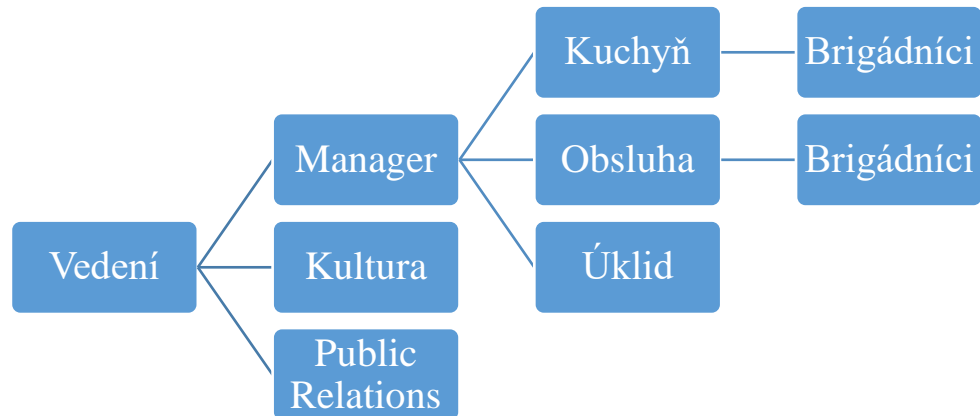 Kuchyň
Brigádníci
Manager
Obsluha
Brigádníci
Vedení
Kultura
Úklid
Public
Relations